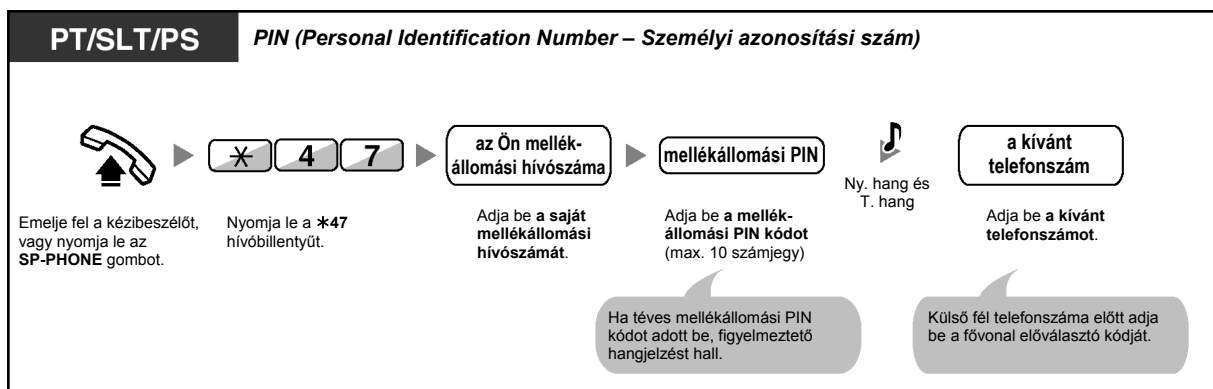 PT/SLT/PS
PIN (Personal Identification Number – Személyi azonosítási szám)
✳ 4 7
az Ön mellék-
állomási hívószáma
mellékállomási PIN
a kívánt
telefonszám
Ny. hang és
T. hang
Emelje fel a kézibeszélőt,
vagy nyomja le az
SP-PHONE gombot.
Nyomja le a ✳47
hívóbillentyűt.
Adja be a saját
mellékállomási
hívószámát.
Adja be a mellék-
állomási PIN kódot
(max. 10 számjegy)
Adja be a kívánt
telefonszámot.
Ha téves mellékállomási PIN
kódot adott be, figyelmeztető
hangjelzést hall.
Külső fél telefonszáma előtt adja
be a fővonal előválasztó kódját.